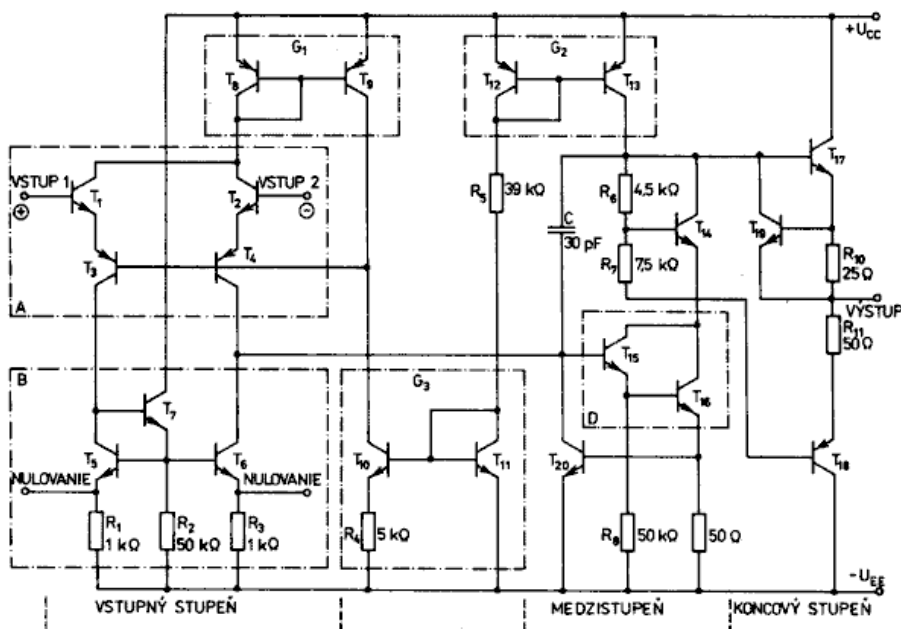 +U_CC
G₁
G₂
T₈
T₉
T₁₂
T₁₃
VSTUP 1
⊕
T₁
T₂
VSTUP 2
⊖
T₃
T₄
A
R₅ 39 kΩ
C
30 pF
R₆ 4,5 kΩ
R₇ 7,5 kΩ
T₁₄
T₁₇
T₁₉
R₁₀
25 Ω
VÝSTUP
R₁₁
50 Ω
B
G₃
T₇
T₅
T₆
T₁₀
T₁₁
T₁₅
T₁₆
D
T₂₀
T₁₈
NULOVANIE
NULOVANIE
R₁
1 kΩ
R₂
50 kΩ
R₃
1 kΩ
R₄ 5 kΩ
50 kΩ
50 Ω
-U_EE
VSTUPNÝ STUPEŇ
MEDZISTUPEŇ
KONCOVÝ STUPEŇ